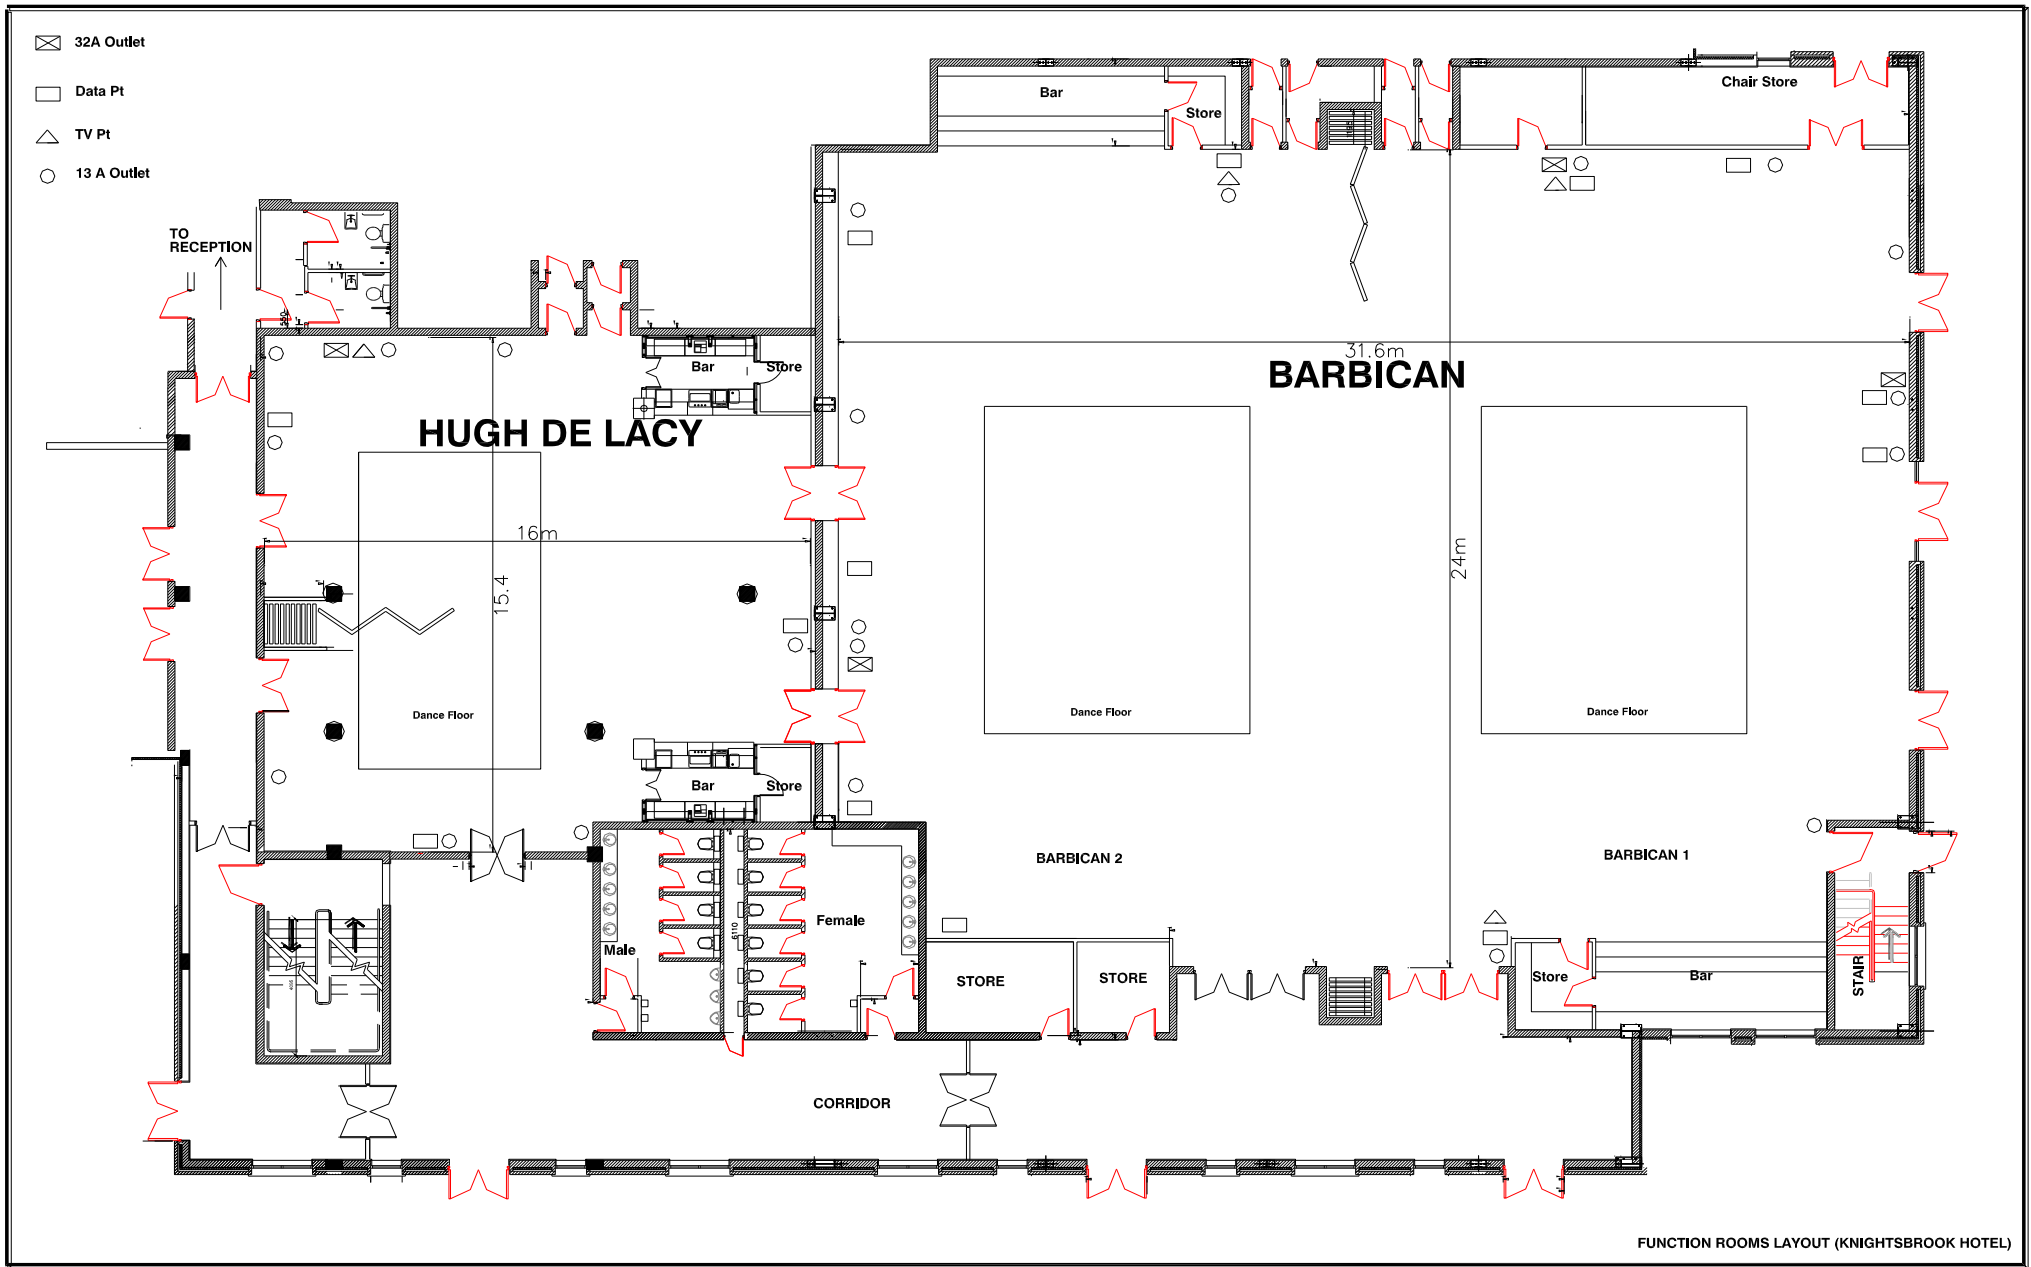 32A Outlet
Data Pt
TV Pt
13 A Outlet
Bar
Store
Chair Store
TO
RECEPTION
550
31.6m
BARBICAN
Bar
Store
HUGH DE LACY
16m
15.4
24m
Dance Floor
Dance Floor
Dance Floor
Bar
Store
BARBICAN 2
BARBICAN 1
Male
6110
Female
STORE
STORE
Store
Bar
STAIR
CORRIDOR
FUNCTION ROOMS LAYOUT (KNIGHTSBROOK HOTEL)